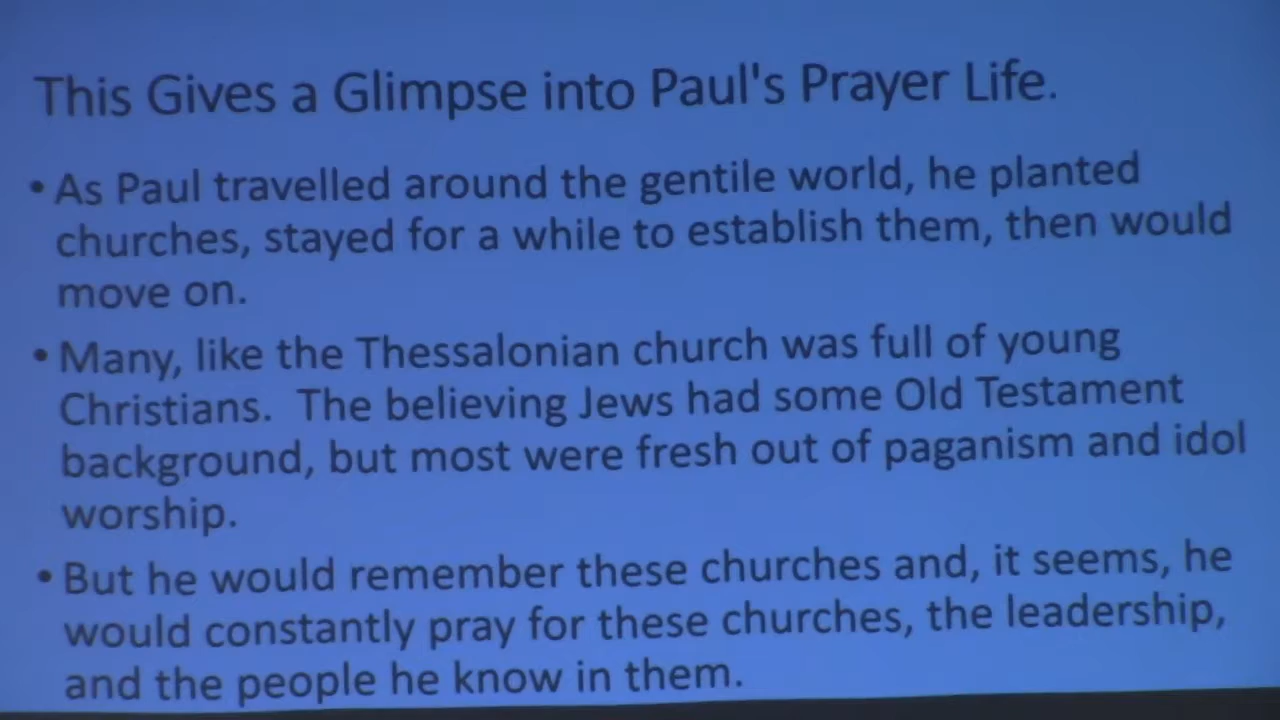 This Gives a Glimpse into Paul's Prayer Life.
• As Paul travelled around the gentile world, he planted
churches, stayed for a while to establish them, then would
move on.
• Many, like the Thessalonian church was full of young
Christians.  The believing Jews had some Old Testament
background, but most were fresh out of paganism and idol
worship.
• But he would remember these churches and, it seems, he
would constantly pray for these churches, the leadership,
and the people he know in them.